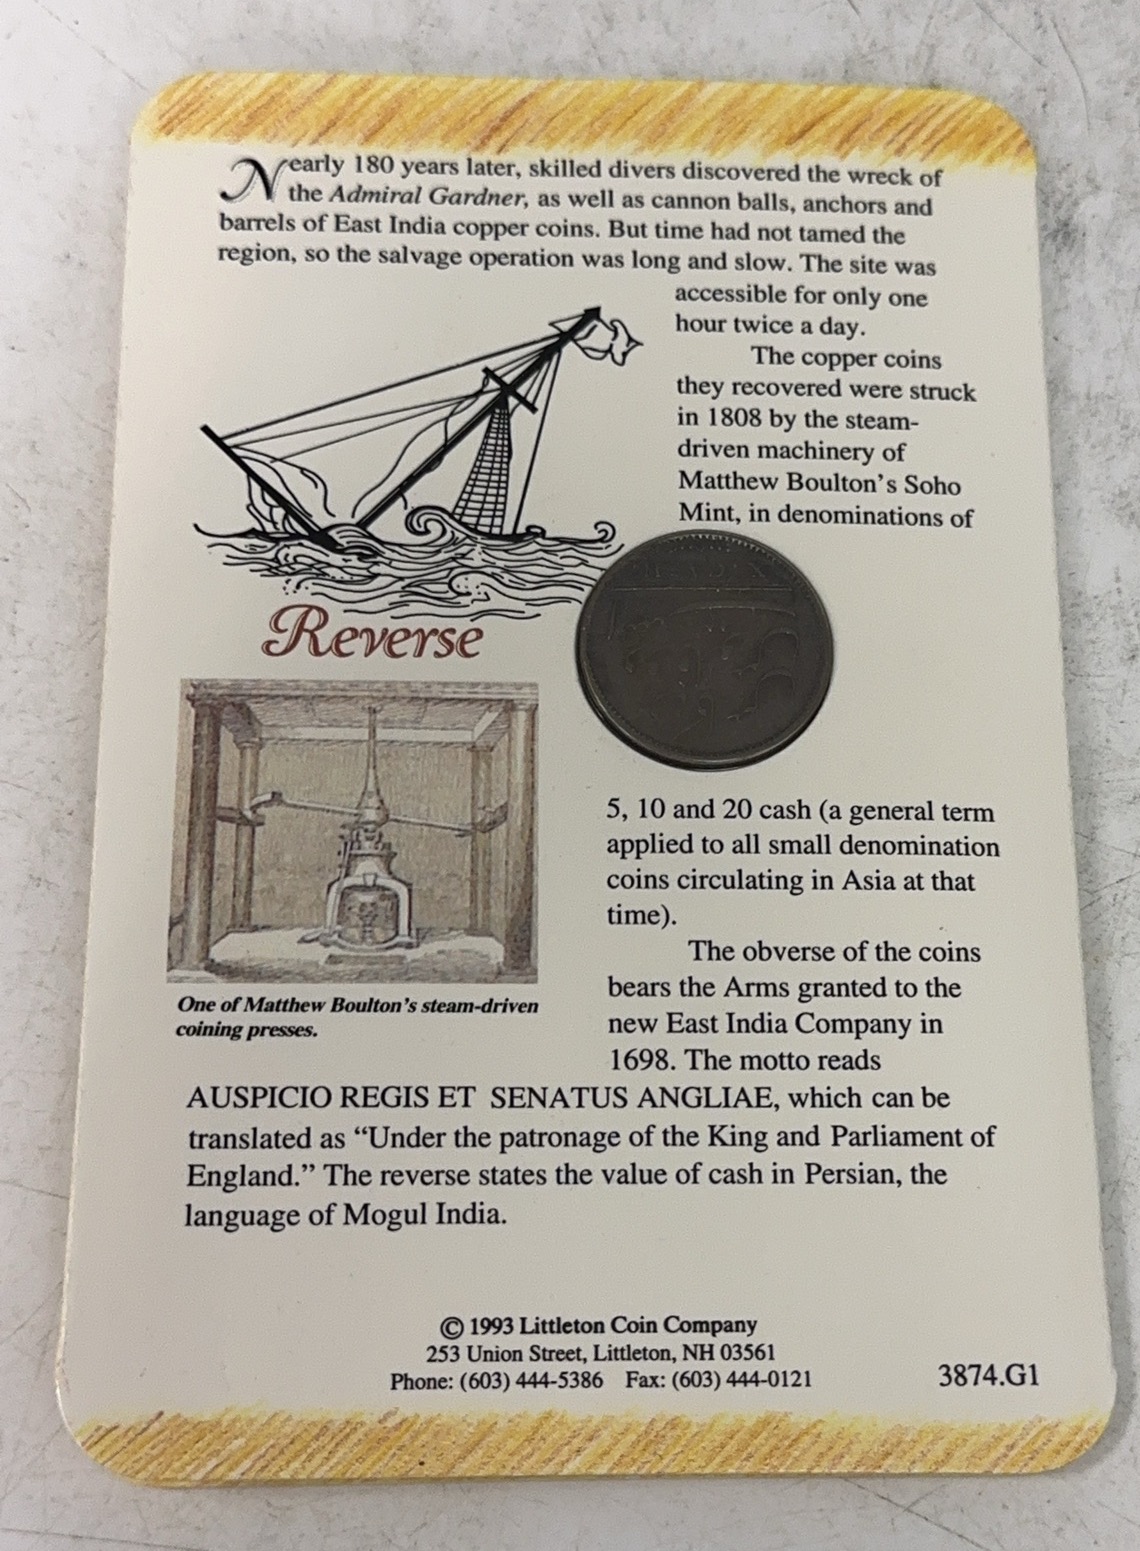 Nearly 180 years later, skilled divers discovered the wreck of
the Admiral Gardner, as well as cannon balls, anchors and
barrels of East India copper coins. But time had not tamed the
region, so the salvage operation was long and slow. The site was
accessible for only one
hour twice a day.
The copper coins
they recovered were struck
in 1808 by the steam-
driven machinery of
Matthew Boulton's Soho
Mint, in denominations of
Reverse
5, 10 and 20 cash (a general term
applied to all small denomination
coins circulating in Asia at that
time).
The obverse of the coins
bears the Arms granted to the
new East India Company in
1698. The motto reads
One of Matthew Boulton's steam-driven
coining presses.
AUSPICIO REGIS ET SENATUS ANGLIAE, which can be
translated as “Under the patronage of the King and Parliament of
England.” The reverse states the value of cash in Persian, the
language of Mogul India.
© 1993 Littleton Coin Company
253 Union Street, Littleton, NH 03561
Phone: (603) 444-5386 Fax: (603) 444-0121
3874.G1